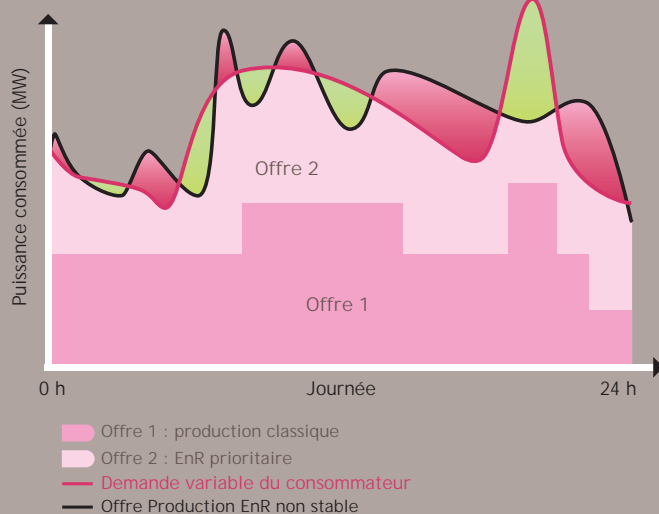 Puissance consommée (MW)
Offre 2
Offre 1
0 h
Journée
24 h
Offre 1 : production classique
Offre 2 : EnR prioritaire
Demande variable du consommateur
Offre Production EnR non stable